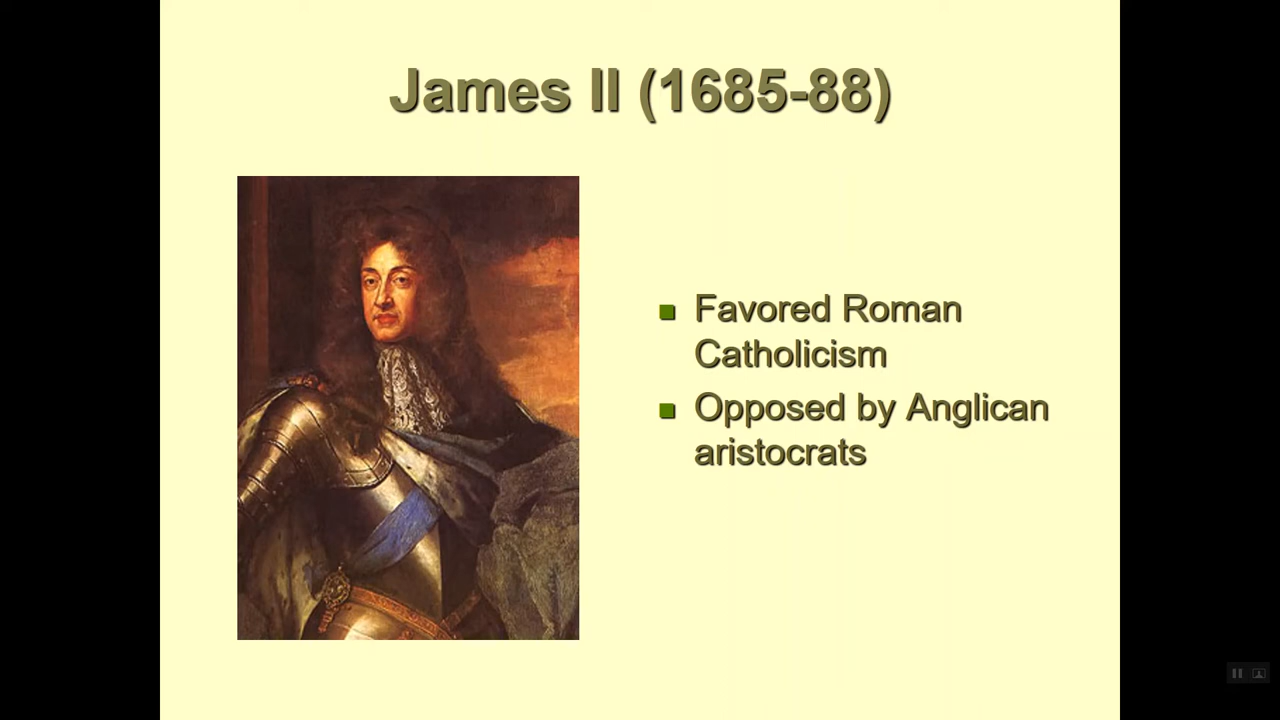 James II (1685-88)
Favored Roman
Catholicism
Opposed by Anglican
aristocrats